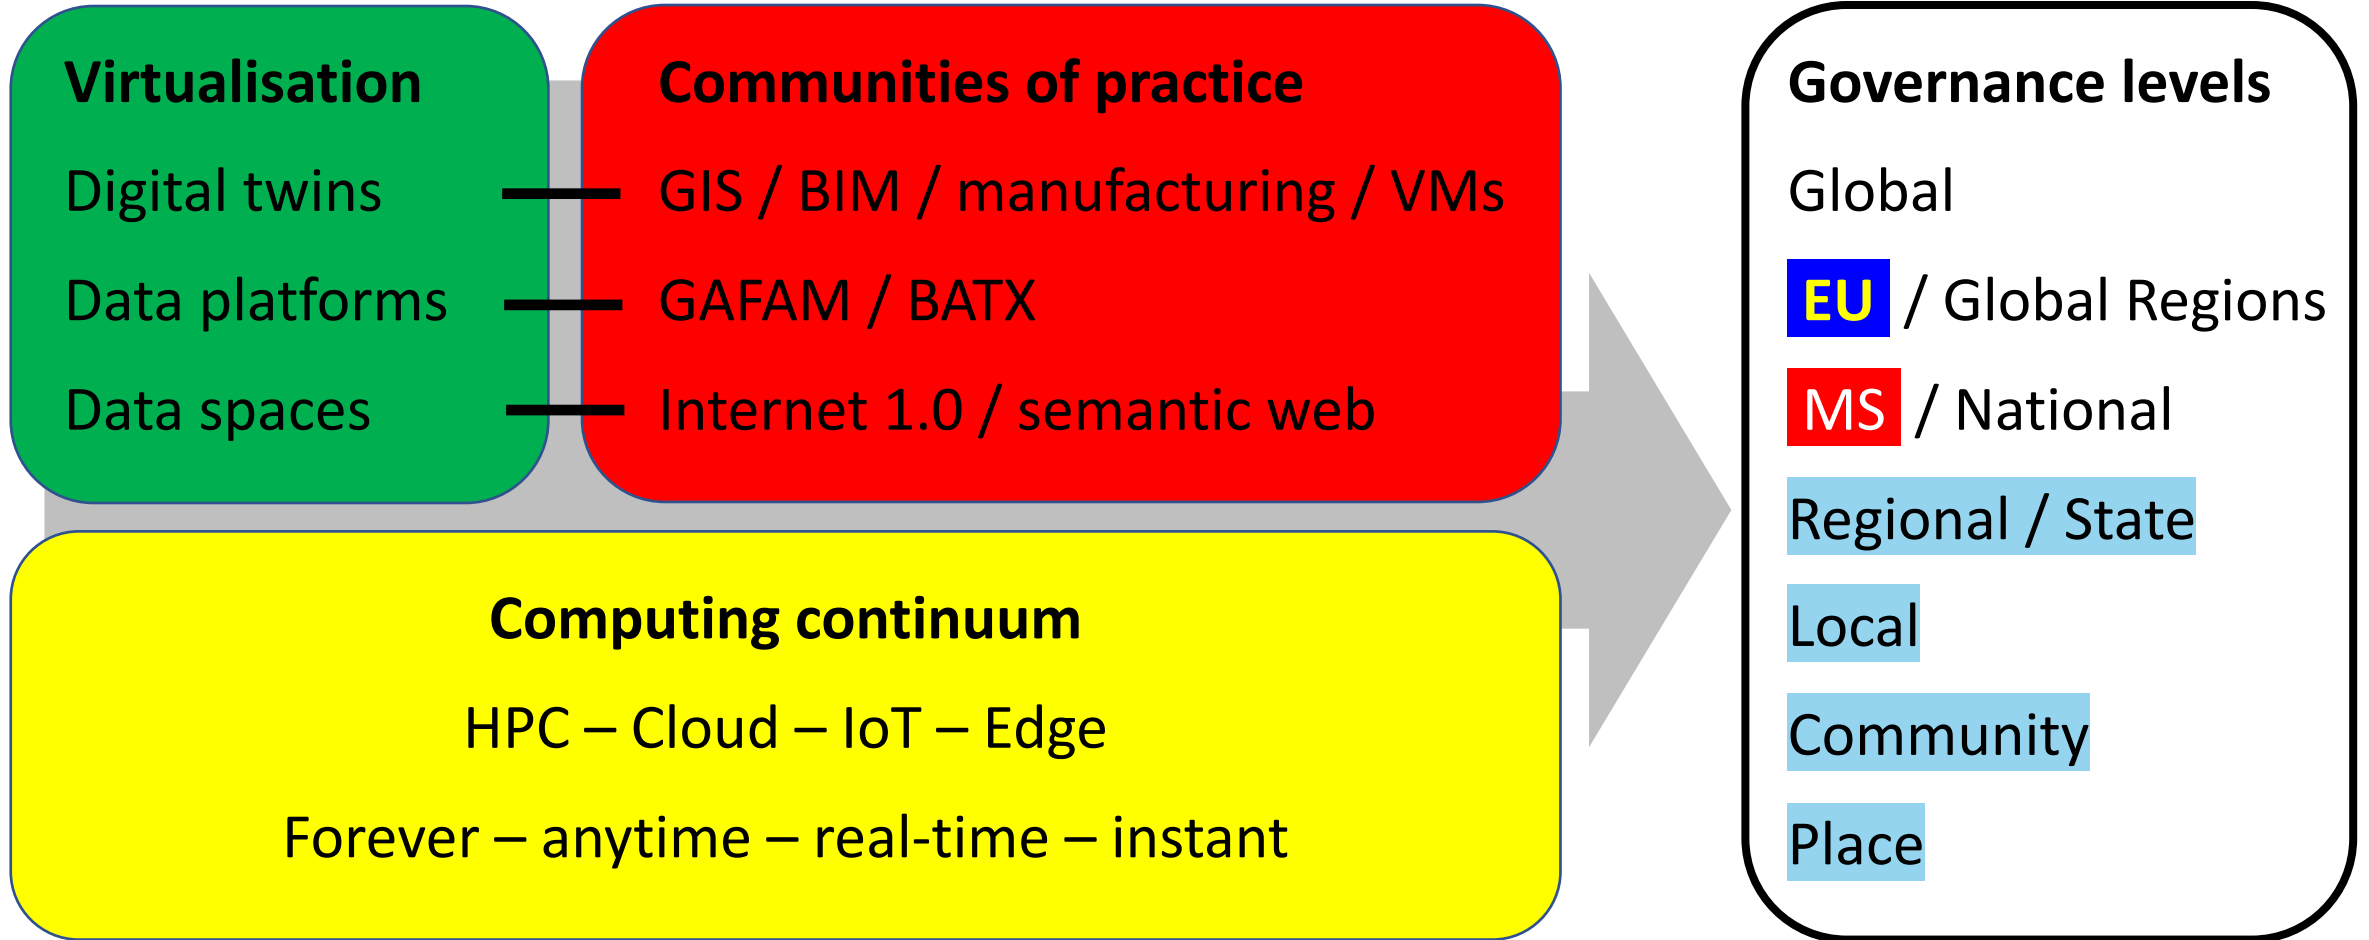 Virtualisation
Digital twins
Data platforms
Data spaces
Communities of practice
GIS / BIM / manufacturing / VMs
GAFAM / BATX
Internet 1.0 / semantic web
Computing continuum
HPC – Cloud – IoT – Edge
Forever – anytime – real-time – instant
Governance levels
Global
EU / Global Regions
MS / National
Regional / State
Local
Community
Place